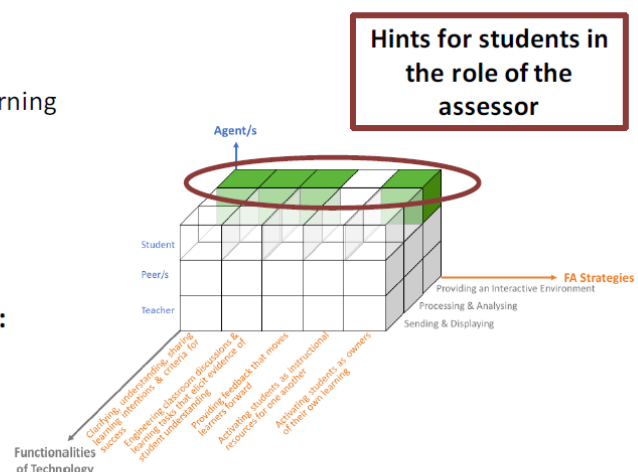 Hints for students in
the role of the
assessor
rning
Agent/s
Student
Peer/s
Teacher
:
FA Strategies
Providing an Interactive Environment
Processing & Analysing
Sending & Displaying
Clarifying, understanding, sharing
learning intentions & criteria for
success
Engineering classroom discussions &
learning tasks that elicit evidence of
student understanding
Providing feedback that moves
learners forward
Activating students as instructional
resources for one another
Activating students as owners
of their own learning
Functionalities
of Technology